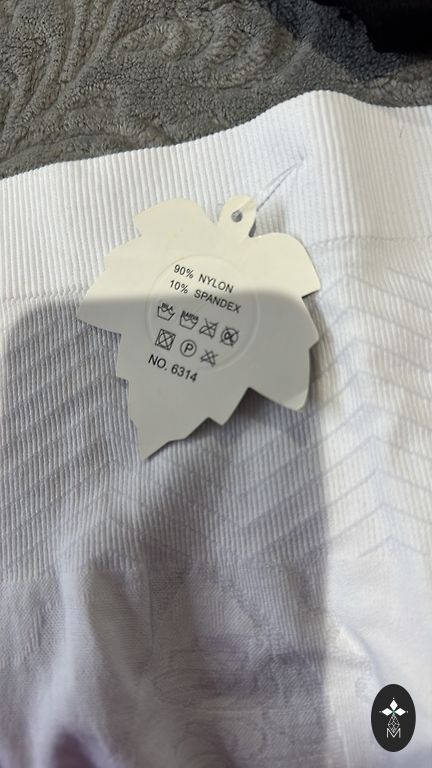 90% NYLON
10% SPANDEX
P
NO. 6314